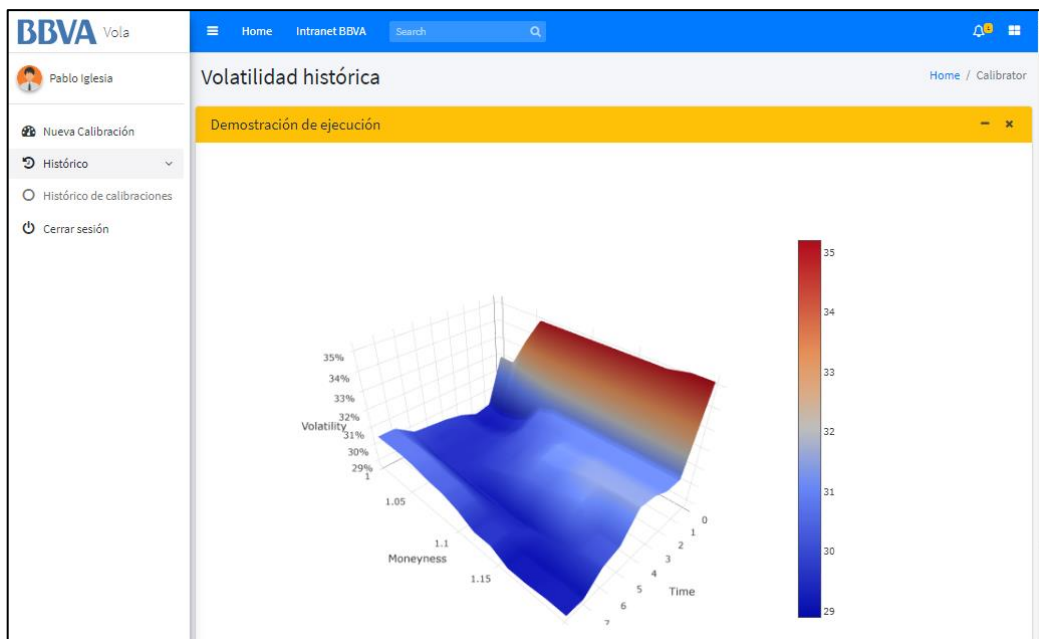 BBVA Vola
Home Intranet BBVA Search
Pablo Iglesia
Volatilidad histórica
Home / Calibrator
Nueva Calibración
Histórico
Histórico de calibraciones
Cerrar sesión
Demostración de ejecución
35%
34%
33%
32%
31%
30%
29%
Volatility
1
1.05
1.1
1.15
Moneyness
0
1
2
3
4
5
6
7
Time
35
34
33
32
31
30
29